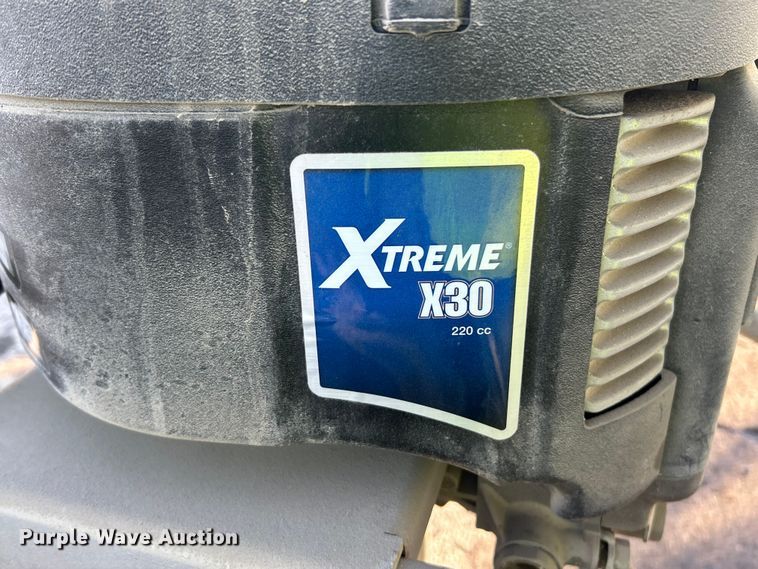 XTREME®
X30
220 cc
Purple Wave Auction